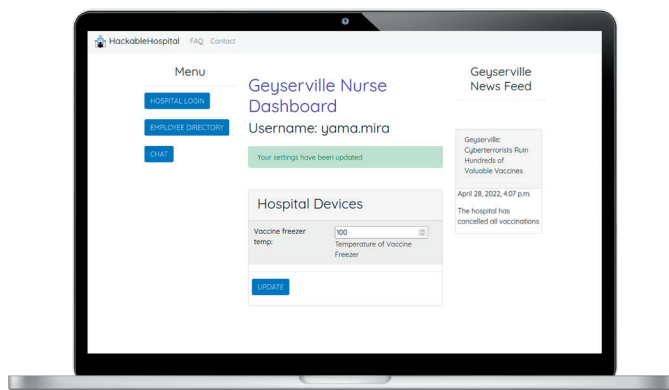 HackableHospital FAQ Contact
Menu
HOSPITAL LOGIN
EMPLOYEE DIRECTORY
CHAT
Geyserville Nurse
Dashboard
Username: yama.mira
Your settings have been updated
Hospital Devices
Vaccine freezer
temp:
100
Temperature of Vaccine
Freezer
UPDATE
Geyserville
News Feed
Geyserville:
Cyberterrorists Ruin
Hundreds of
Valuable Vaccines
April 28, 2022, 4:07 p.m.
The hospital has
cancelled all vaccinations